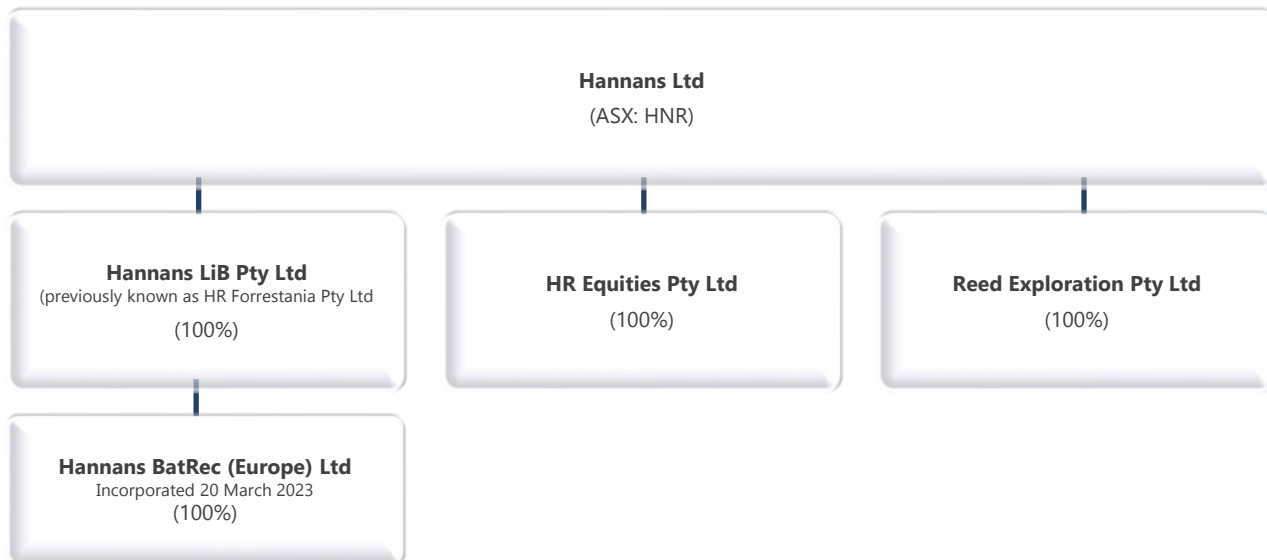 Hannans Ltd
(ASX: HNR)
Hannans LiB Pty Ltd
(previously known as HR Forrestania Pty Ltd
(100%)
HR Equities Pty Ltd
(100%)
Reed Exploration Pty Ltd
(100%)
Hannans BatRec (Europe) Ltd
Incorporated 20 March 2023
(100%)